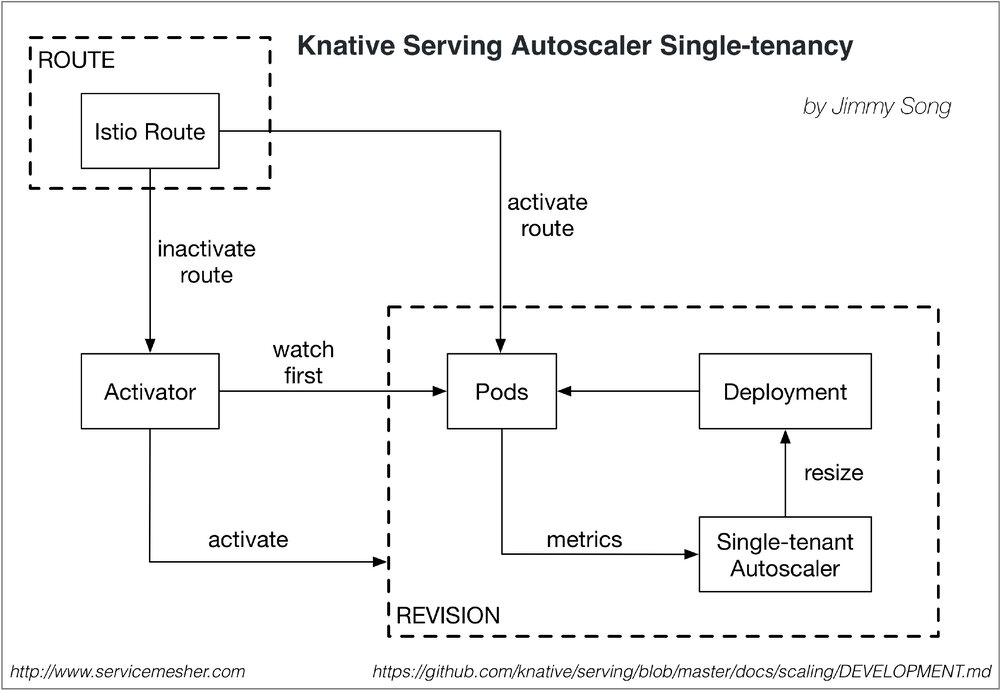 Knative Serving Autoscaler Single-tenancy
by Jimmy Song
ROUTE
Istio Route
activate
route
inactivate
route
Activator
watch
first
Pods
Deployment
resize
activate
metrics
Single-tenant
Autoscaler
REVISION
http://www.servicemesher.com
https://github.com/knative/serving/blob/master/docs/scaling/DEVELOPMENT.md